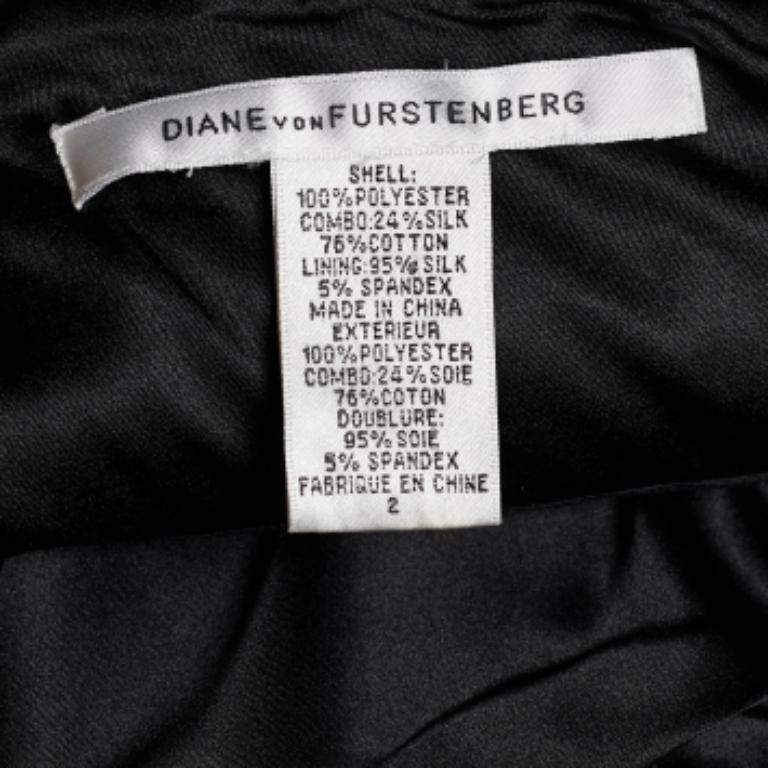 DIANE VON FURSTENBERG
SHELL:
100%POLYESTER
COMBO:24%SILK
76%COTTON
LINING:95% SILK
5% SPANDEX
MADE IN CHINA
EXTERIEUR
100%POLYESTER
COMBO:24%SOIE
76%COTON
DOUBLURE:
95% SOIE
5% SPANDEX
FABRIQUE EN CHINE
2